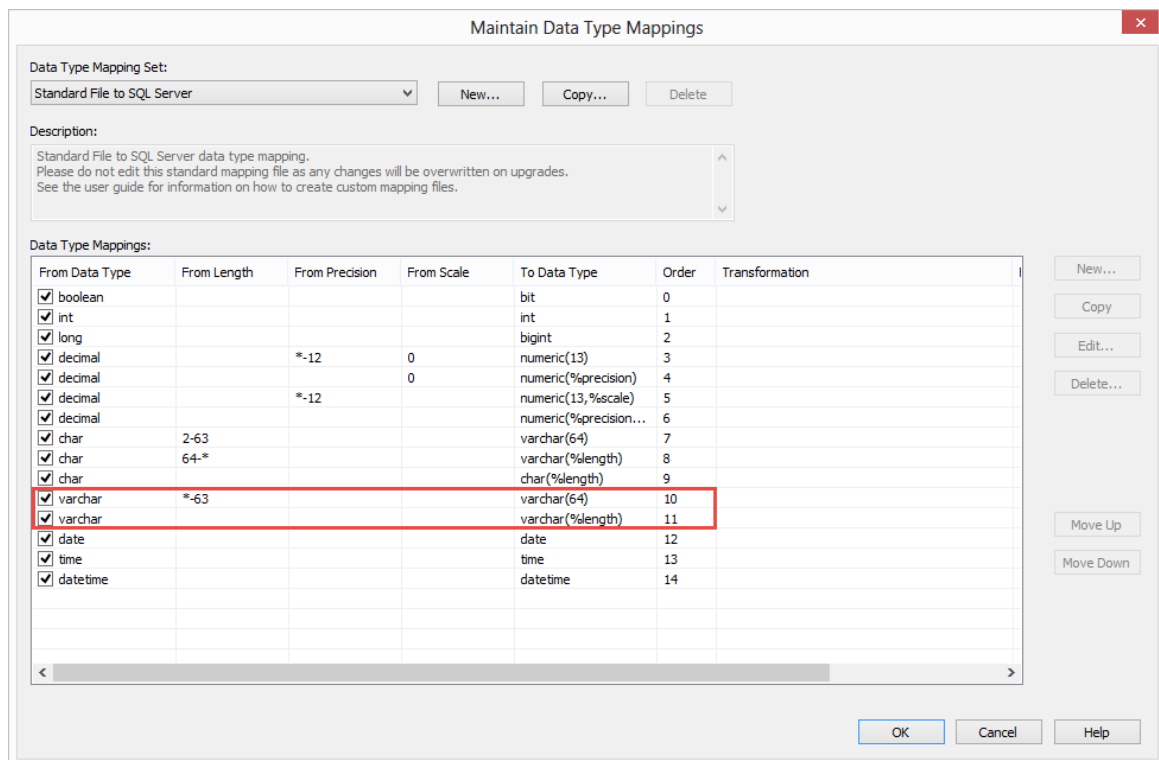 Maintain Data Type Mappings
Data Type Mapping Set:
Standard File to SQL Server New... Copy... Delete
Description:
Standard File to SQL Server data type mapping.
Please do not edit this standard mapping file as any changes will be overwritten on upgrades.
See the user guide for information on how to create custom mapping files.
Data Type Mappings:
From Data Type From Length From Precision From Scale To Data Type Order Transformation
boolean bit 0
int int 1
long bigint 2
decimal *-12 0 numeric(13) 3
decimal 0 numeric(%precision) 4
decimal *-12 numeric(13,%scale) 5
decimal numeric(%precision... 6
char 2-63 varchar(64) 7
char 64-* varchar(%length) 8
char char(%length) 9
varchar *-63 varchar(64) 10
varchar varchar(%length) 11
date date 12
time time 13
datetime datetime 14
New...
Copy
Edit...
Delete...
Move Up
Move Down
OK Cancel Help